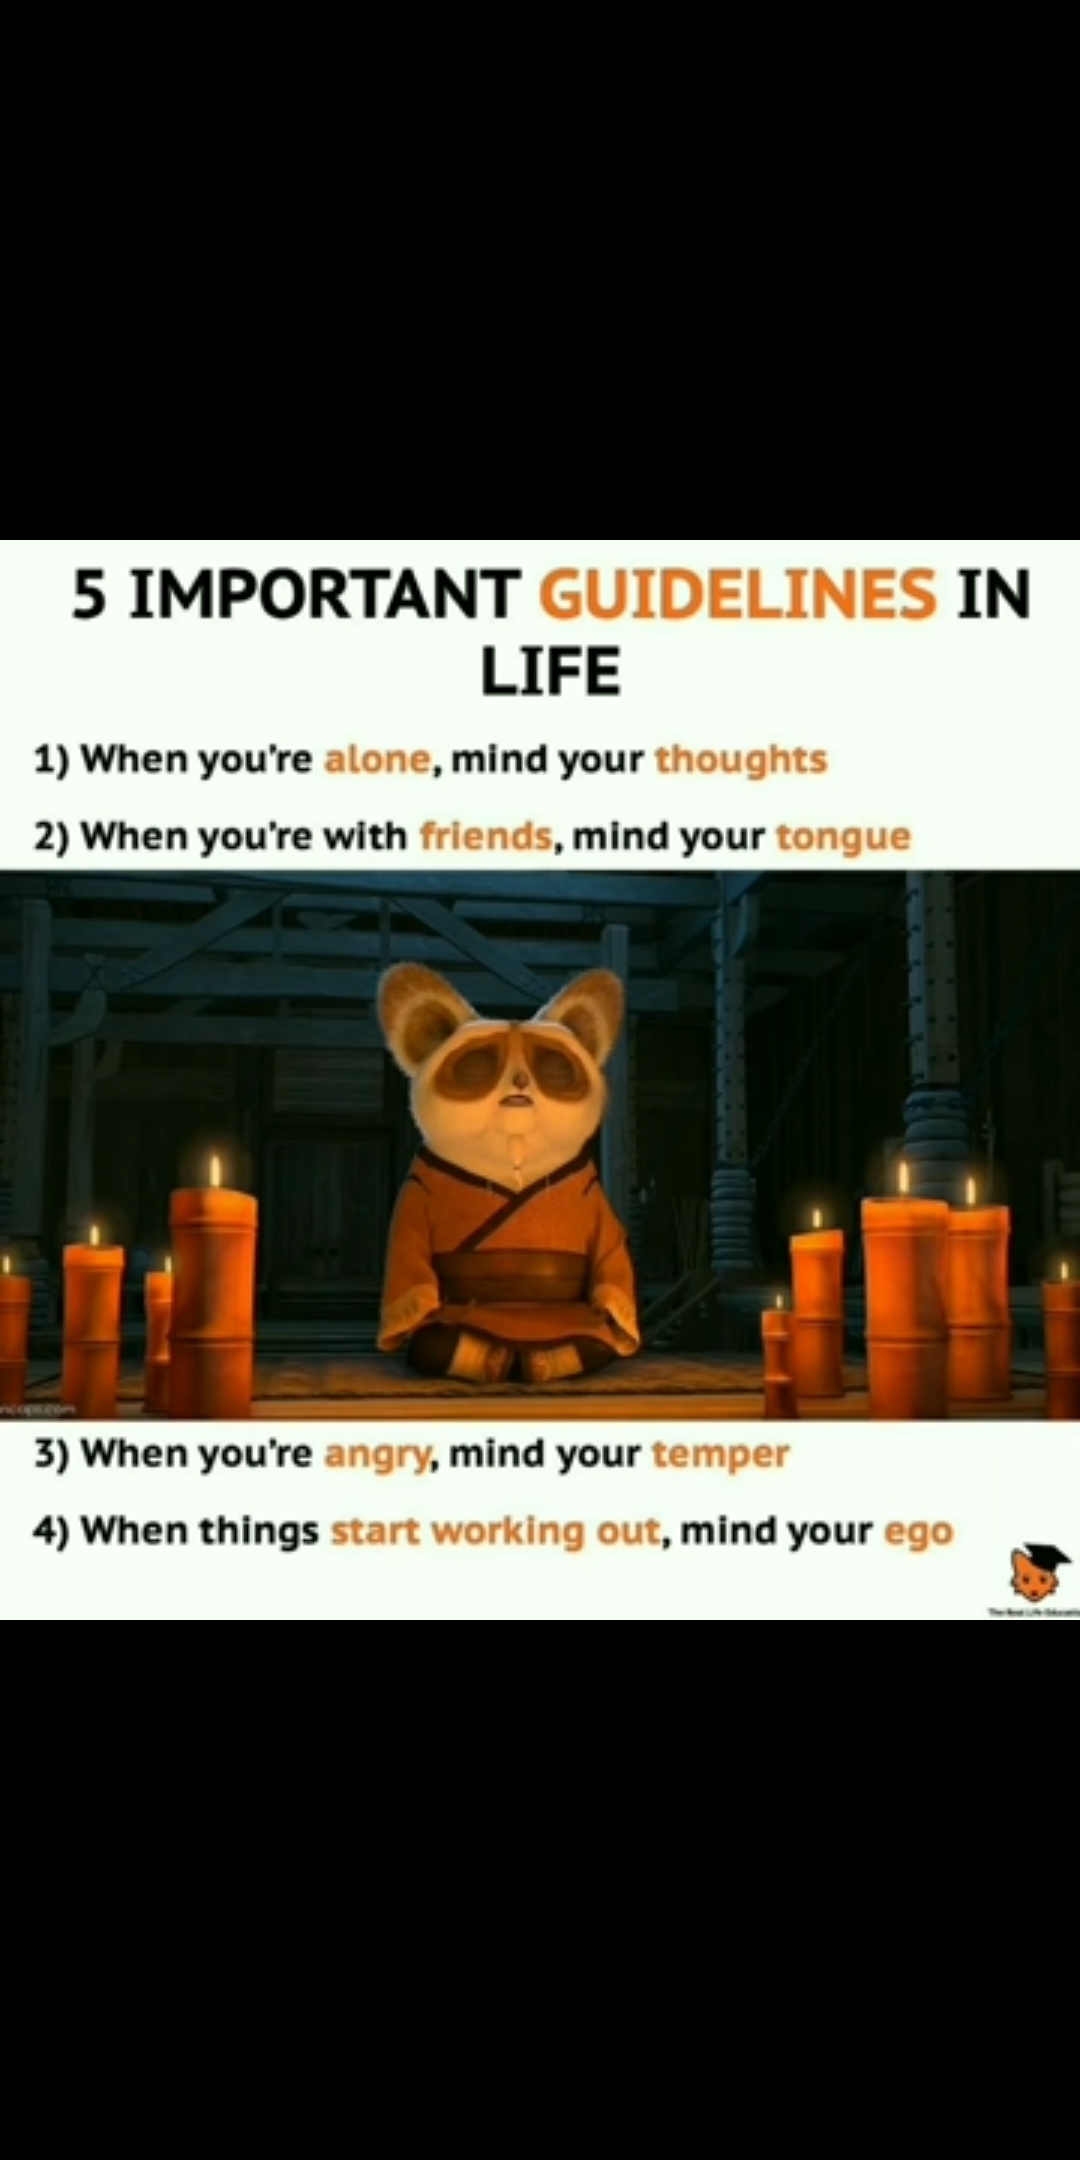 5 IMPORTANT GUIDELINES IN
LIFE
1) When you're alone, mind your thoughts
2) When you're with friends, mind your tongue
3) When you're angry, mind your temper
4) When things start working out, mind your ego